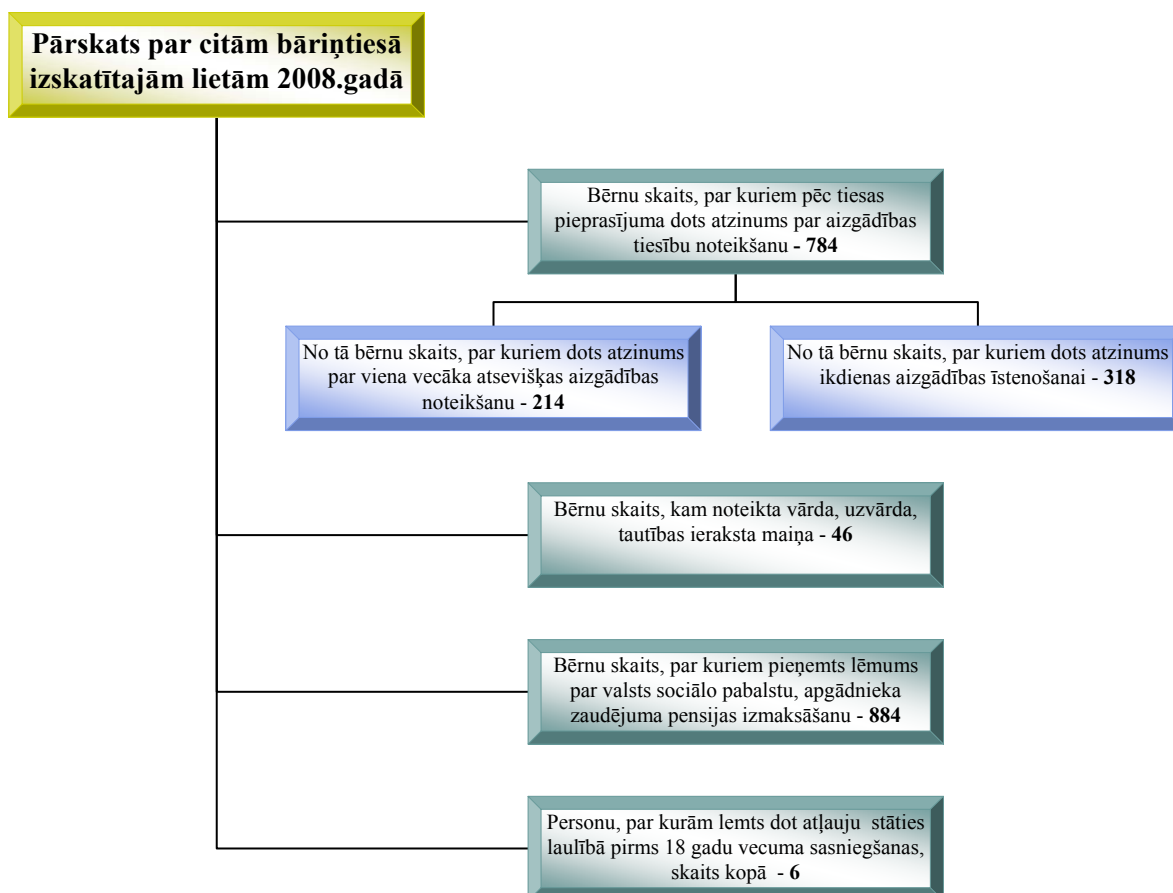 Pārskats par citām bāriņtiesā
izskatītajām lietām 2008.gadā
Bērnu skaits, par kuriem pēc tiesas
pieprasījuma dots atzinums par aizgādības
tiesību noteikšanu - 784
No tā bērnu skaits, par kuriem dots atzinums
par viena vecāka atsevišķas aizgādības
noteikšanu - 214
No tā bērnu skaits, par kuriem dots atzinums
ikdienas aizgādības īstenošanai - 318
Bērnu skaits, kam noteikta vārda, uzvārda,
tautības ieraksta maiņa - 46
Bērnu skaits, par kuriem pieņemts lēmums
par valsts sociālo pabalstu, apgādnieka
zaudējuma pensijas izmaksāšanu - 884
Personu, par kurām lemts dot atļauju stāties
laulībā pirms 18 gadu vecuma sasniegšanas,
skaits kopā - 6